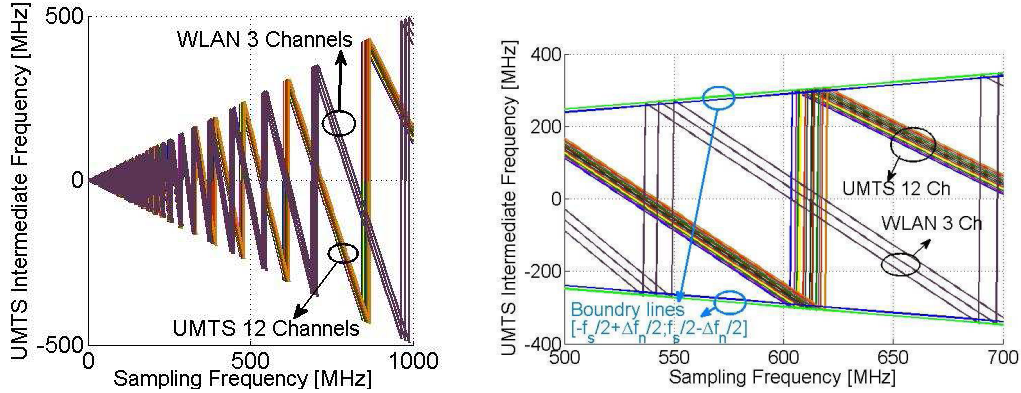 UMTS Intermediate Frequency [MHz]
500
0
-500
WLAN 3 Channels
UMTS 12 Channels
0
500
1000
Sampling Frequency [MHz]
UMTS Intermediate Frequency [MHz]
400
200
0
-200
-400
UMTS 12 Ch
WLAN 3 Ch
Boundry lines
[-fs/2+Δfn/2;fs/2-Δfn/2]
500
550
600
650
700
Sampling Frequency [MHz]